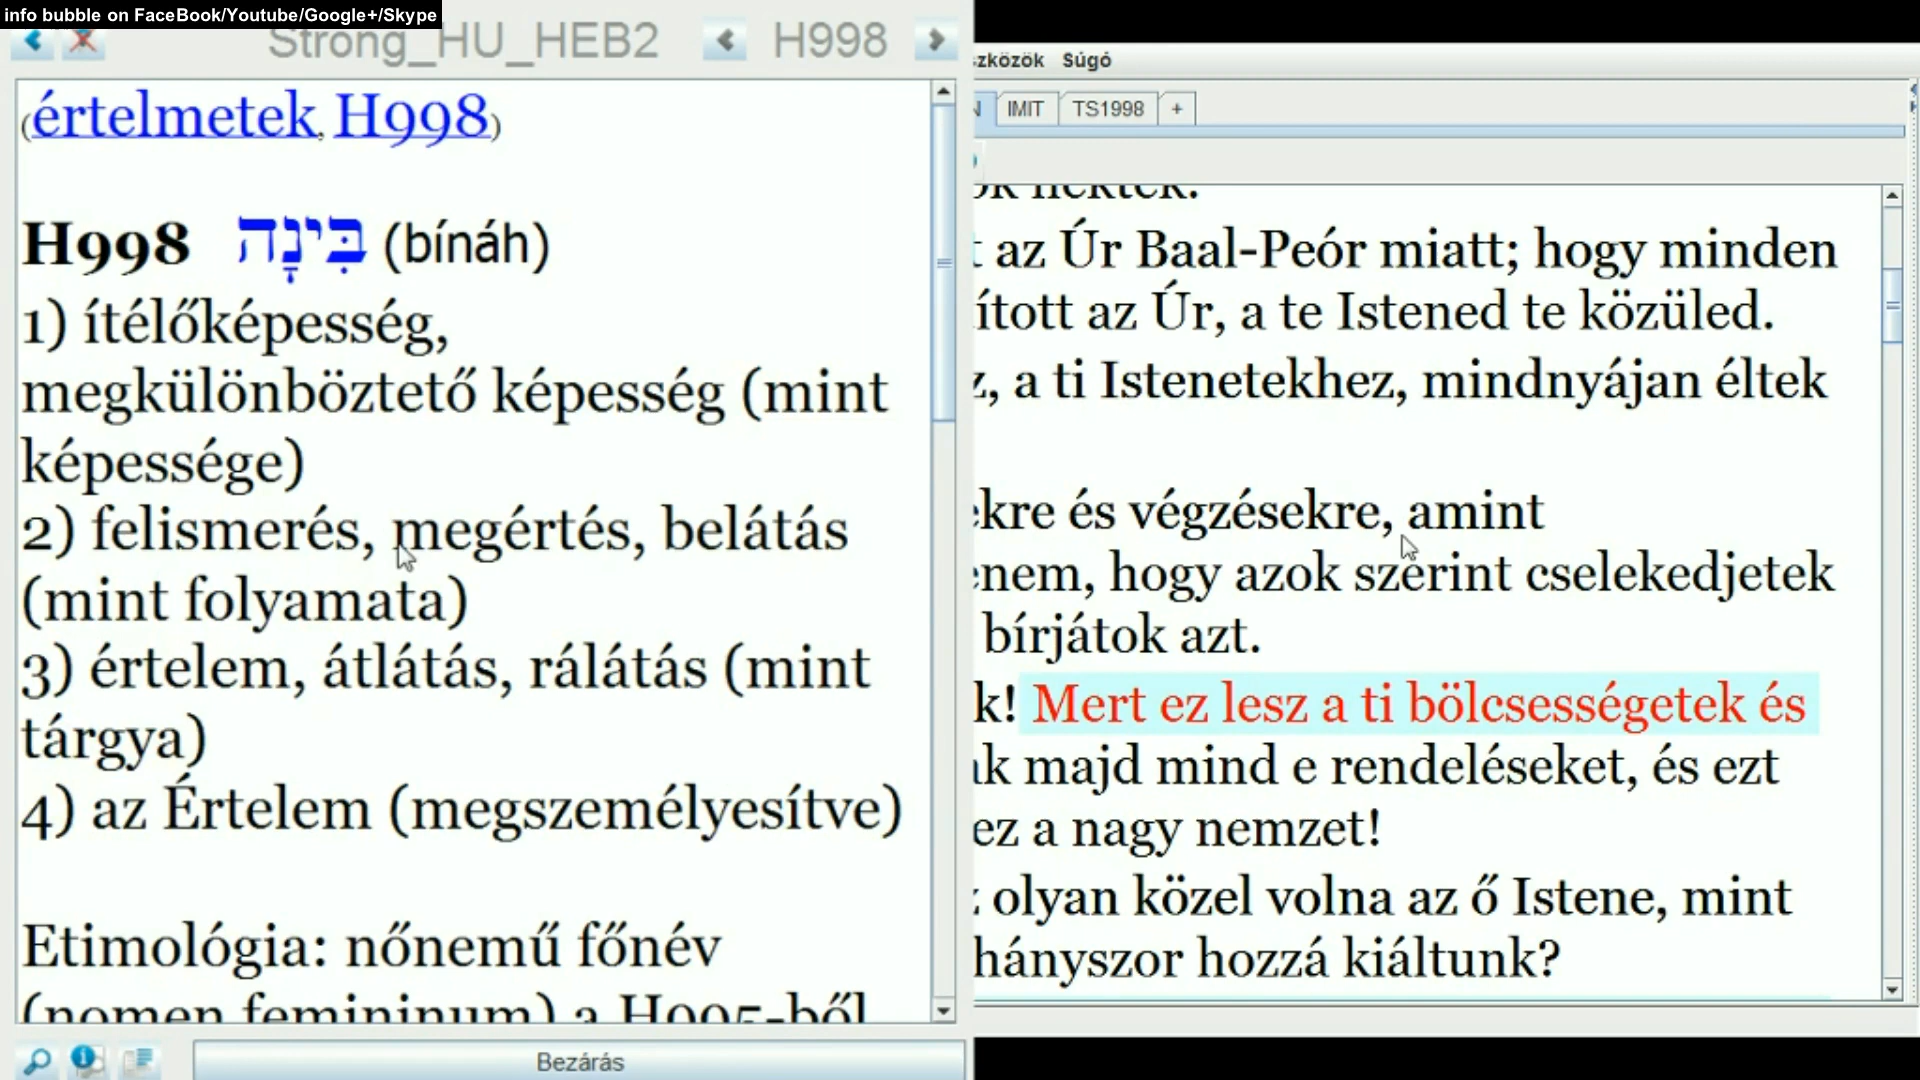 info bubble on FaceBook/Youtube/Google+/Skype
Strong_HU_HEB2
H998
(értelmetek, H998)
H998 בִּינָה (bínáh)
1) ítélőképesség,
megkülönböztető képesség (mint
képessége)
2) felismerés, megértés, belátás
(mint folyamata)
3) értelem, átlátás, rálátás (mint
tárgya)
4) az Értelem (megszemélyesítve)
Etimológia: nőnemű főnév
(nomen femininum) a H995-ből
Bezárás
Súgó
IMIT
TS1998
+
az Úr Baal-Peór miatt; hogy minden
az Úr, a te Istened te közüled.
a ti Istenetekhez, mindnyájan éltek
és végzésekre, amint
hogy azok szerint cselekedjetek
bírjátok azt.
Mert ez lesz a ti bölcsességetek és
majd mind e rendeléseket, és ezt
ez a nagy nemzet!
olyan közel volna az ő Istene, mint
hányszor hozzá kiáltunk?